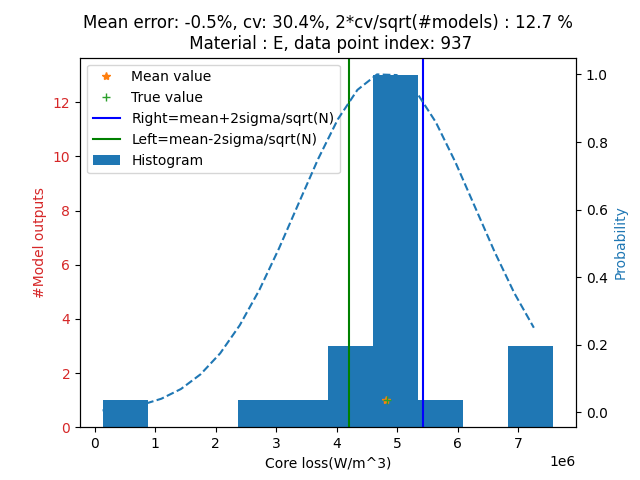 Mean error: -0.5%, cv: 30.4%, 2*cv/sqrt(#models) : 12.7 %
Material : E, data point index: 937
Mean value
True value
Right=mean+2sigma/sqrt(N)
Left=mean-2sigma/sqrt(N)
Histogram
#Model outputs
12
10
8
6
4
2
0
Probability
1.0
0.8
0.6
0.4
0.2
0.0
0 1 2 3 4 5 6 7
1e6
Core loss(W/m^3)